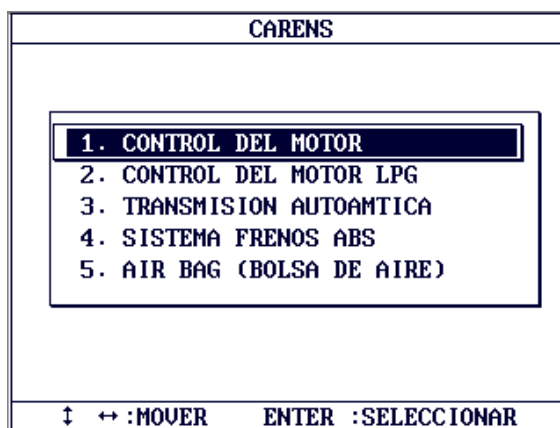 CARENS
1. CONTROL DEL MOTOR
2. CONTROL DEL MOTOR LPG
3. TRANSMISION AUTOAMTICA
4. SISTEMA FRENOS ABS
5. AIR BAG (BOLSA DE AIRE)
↕ ↔ :MOVER ENTER :SELECCIONAR